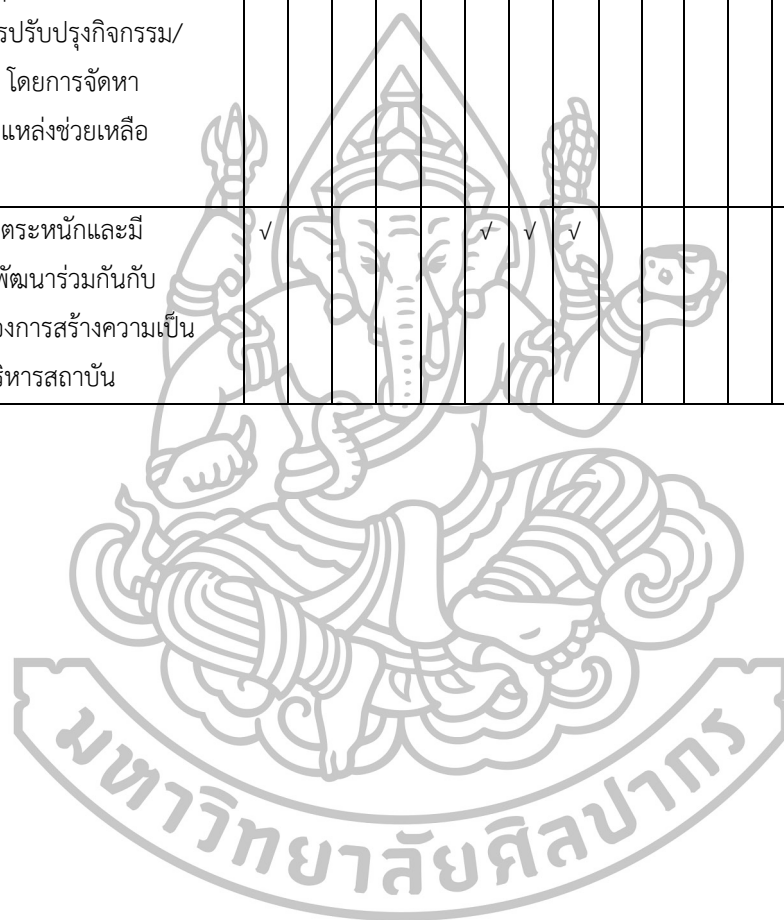 รปรับปรุงกิจกรรม/
โดยการจัดหา
แหล่งช่วยเหลือ
ตระหนักและมี √ √ √ √
พัฒนาร่วมกันกับ
องการสร้างความเป็น
ริหารสถาบัน
มหาวิทยาลัยศิลปากร